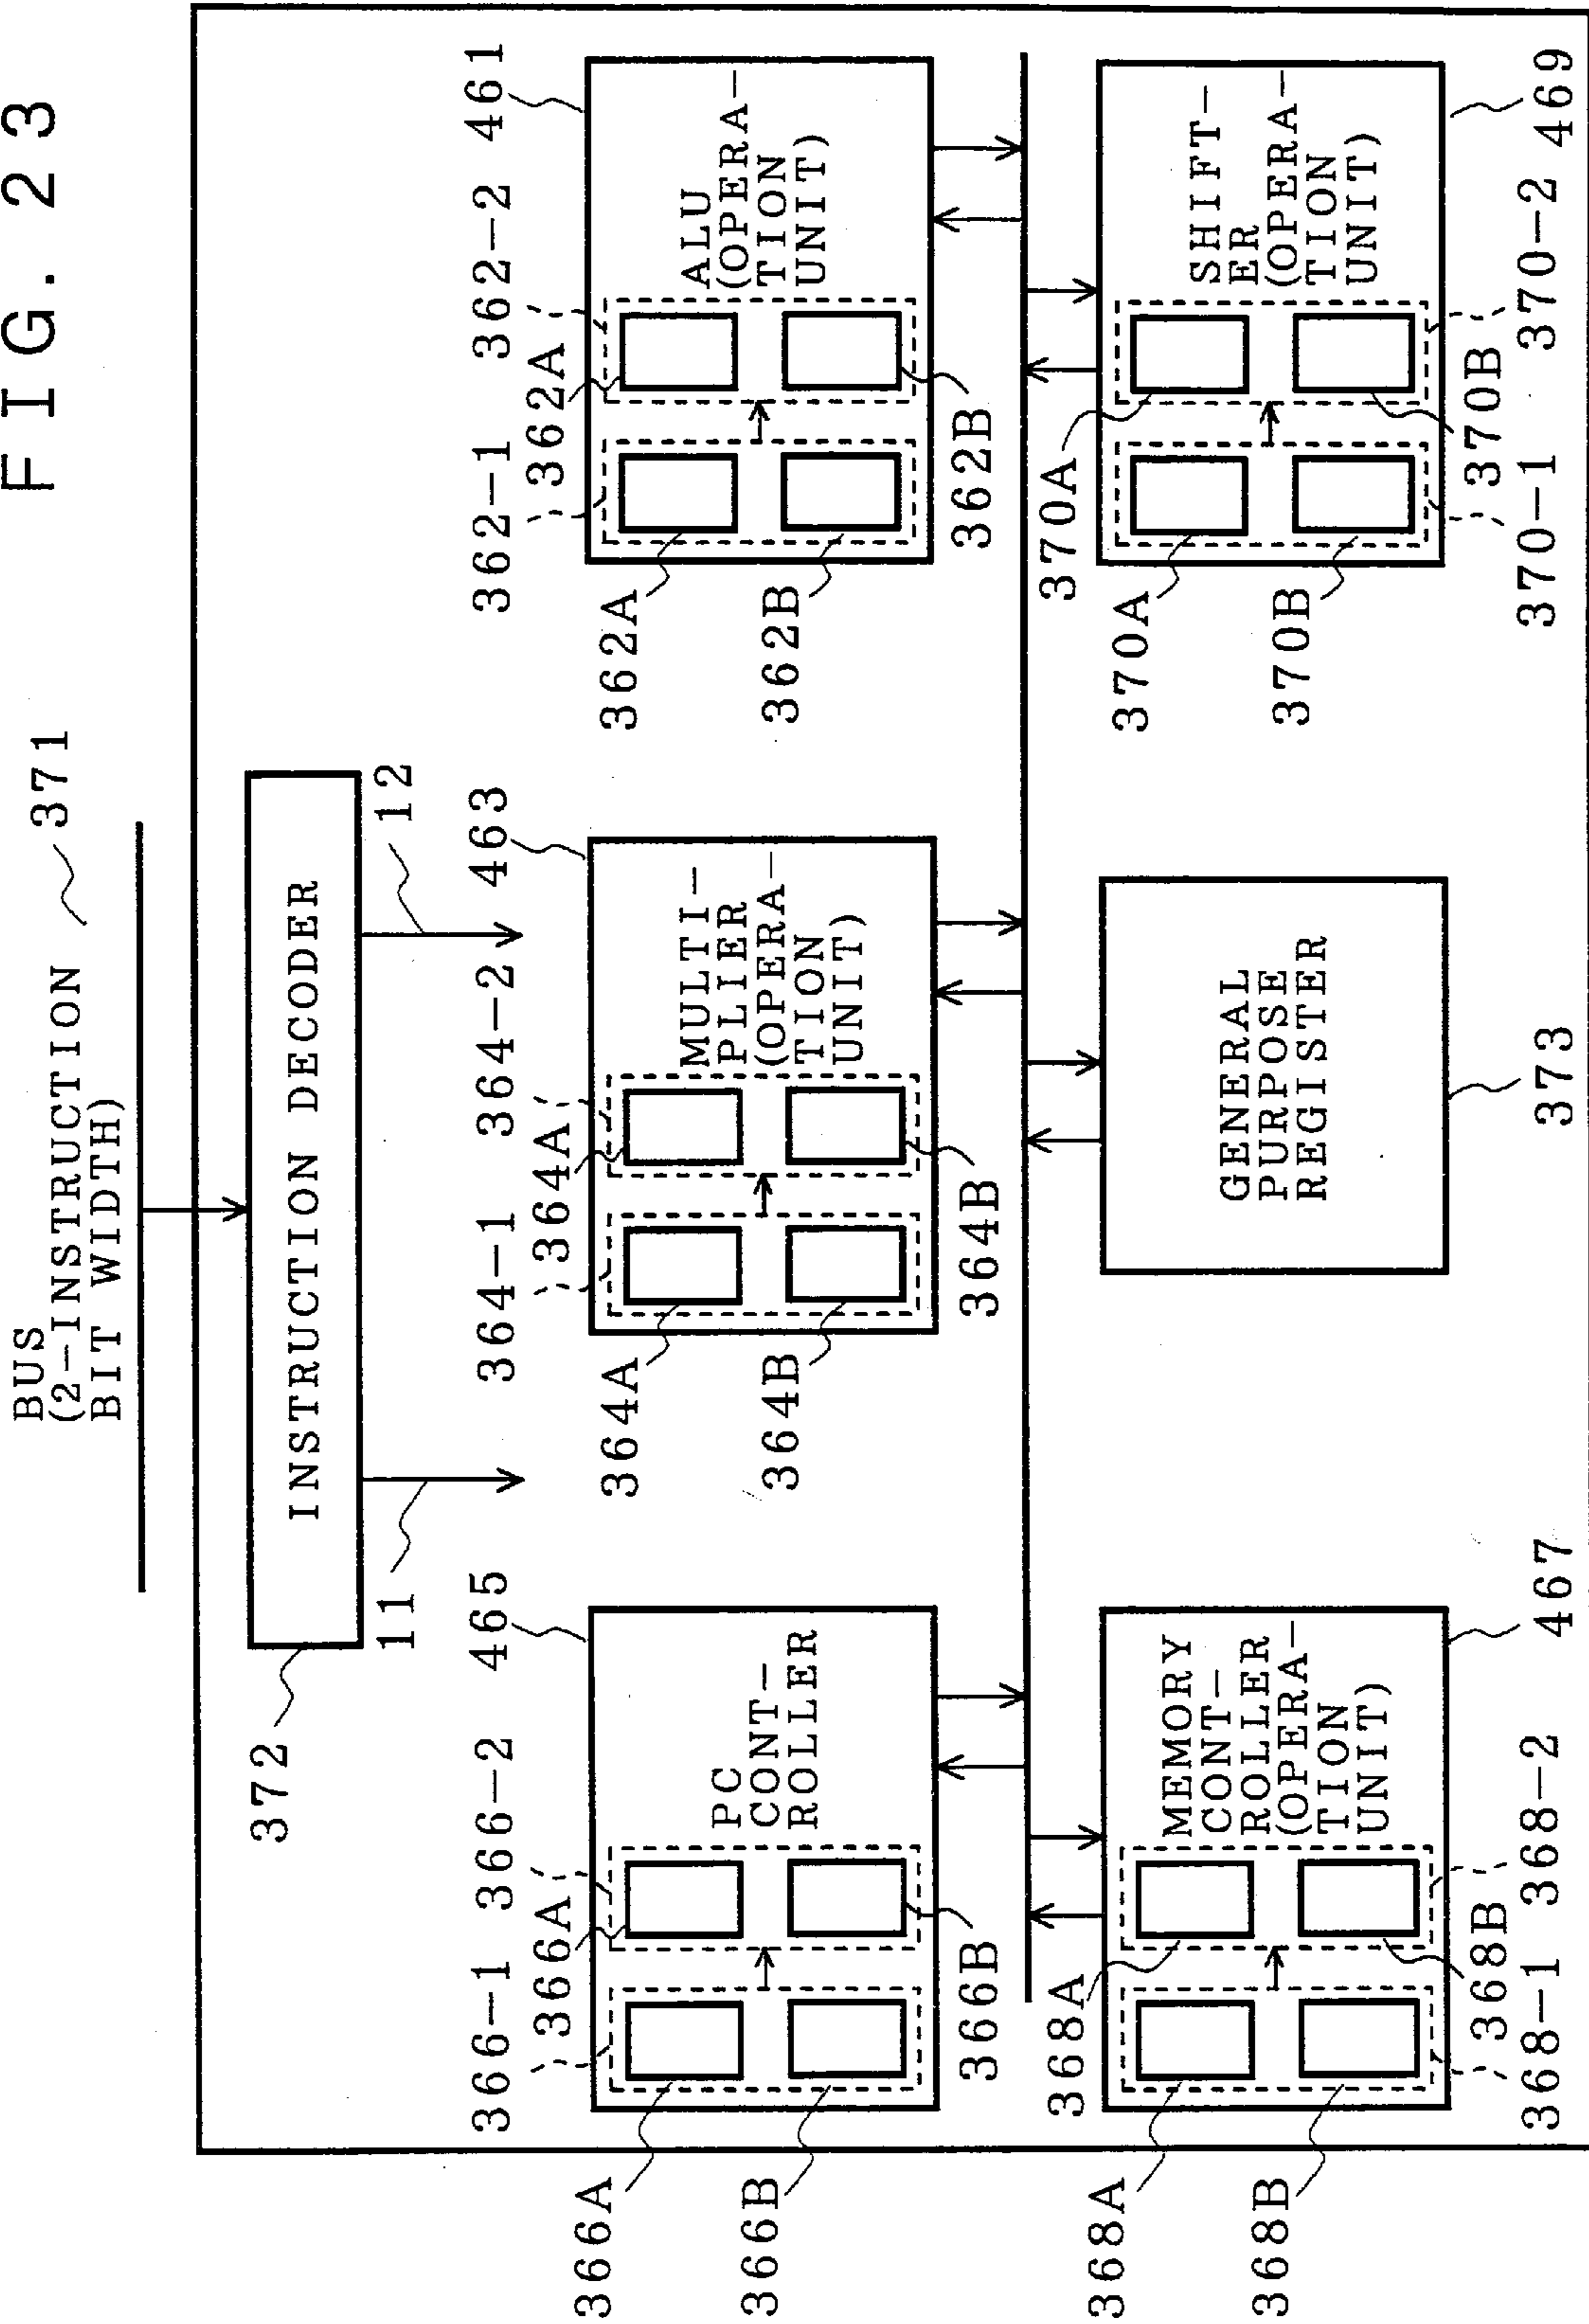 FIG. 23
BUS
(2-INSTRUCTION
BIT WIDTH)
371
INSTRUCTION DECODER
372
11
12
465
366-1
366-2
366A
PC
CONT-
ROLLER
366A
366B
366B
463
364-1
364-2
364A
MULTI-
PLIER
(OPERA-
TION
UNIT)
364A
364B
364B
461
362-1
362-2
362A
ALU
(OPERA-
TION
UNIT)
362A
362B
362B
368A
MEMORY
CONT-
ROLLER
(OPERA-
TION
UNIT)
368A
368B
368B
368-1
368-2
467
GENERAL
PURPOSE
REGISTER
373
370A
SHIFT-
ER
(OPERA-
TION
UNIT)
370A
370B
370B
370-1
370-2
469